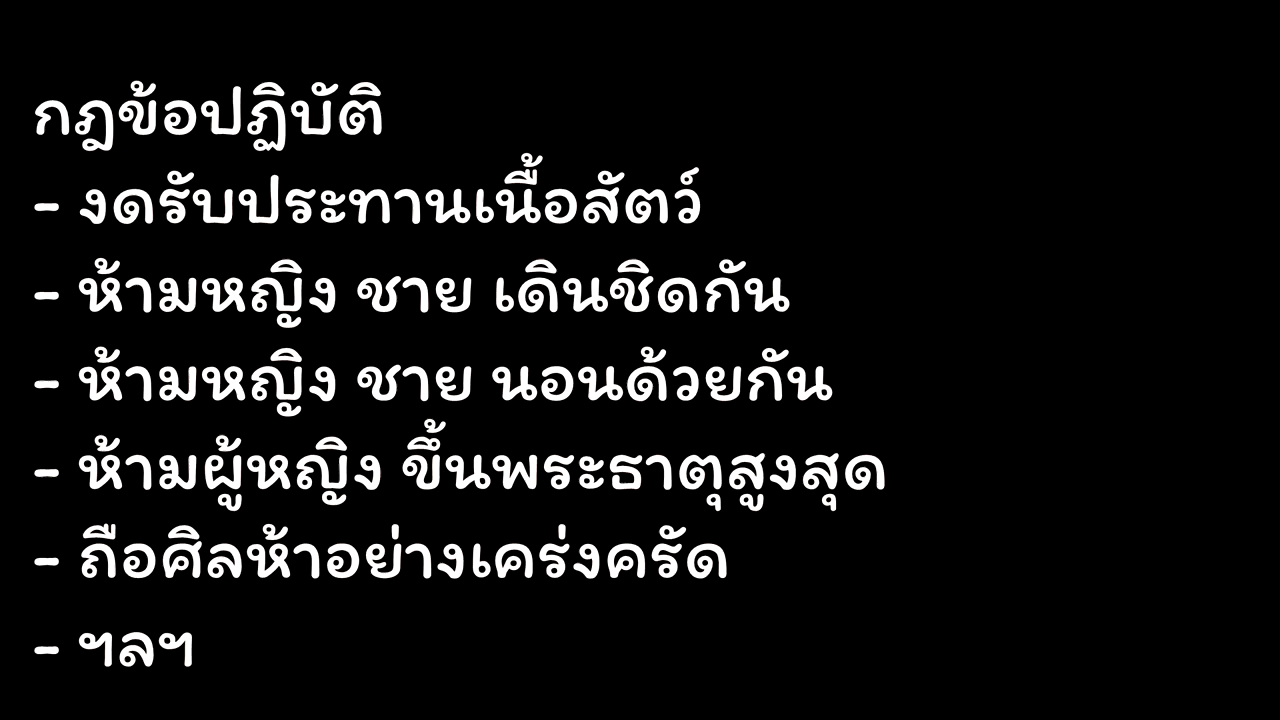 กฎข้อปฏิบัติ
- งดรับประทานเนื้อสัตว์
- ห้ามหญิง ชาย เดินชิดกัน
- ห้ามหญิง ชาย นอนด้วยกัน
- ห้ามผู้หญิง ขึ้นพระธาตุสูงสุด
- ถือศิลห้าอย่างเคร่งครัด
- ฯลฯ